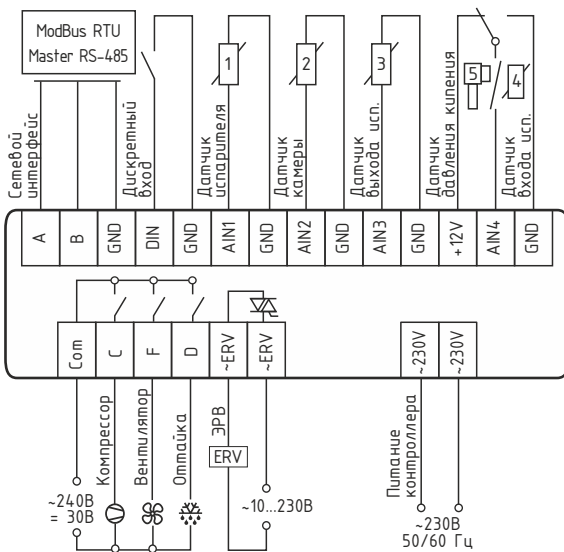 ModBus RTU
Master RS-485
1
2
3
5
4
Сетевой
интерфейс
Дискретный
вход
Датчик
испарителя
Датчик
камеры
Датчик
выхода исп.
Датчик
давления кипения
Датчик
входа исп.
A
B
GND
DIN
GND
AIN1
GND
AIN2
GND
AIN3
GND
+12V
AIN4
GND
Com
C
F
D
~ERV
~ERV
~230V
~230V
Компрессор
Вентилятор
Оттайка
ЭРВ
ERV
Питание
контроллера
~240В
= 30В
~10...230В
~230В
50/60 Гц